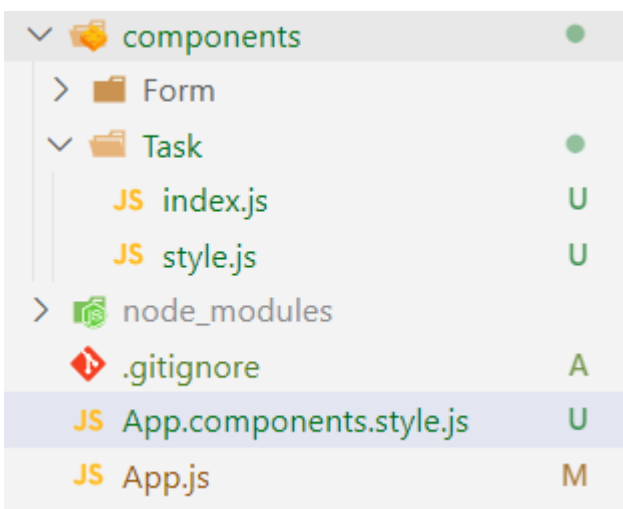 components
Form
Task
JS index.js U
JS style.js U
JS node_modules
.gitignore A
JS App.components.style.js U
JS App.js M